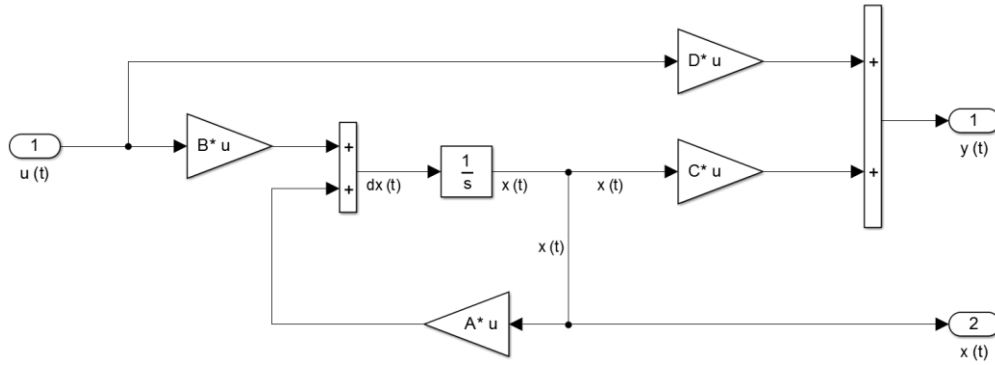 D* u
+
1
u (t)
B* u
+
+
dx (t)
1
s
x (t)
x (t)
C* u
+
1
y (t)
x (t)
A* u
2
x (t)